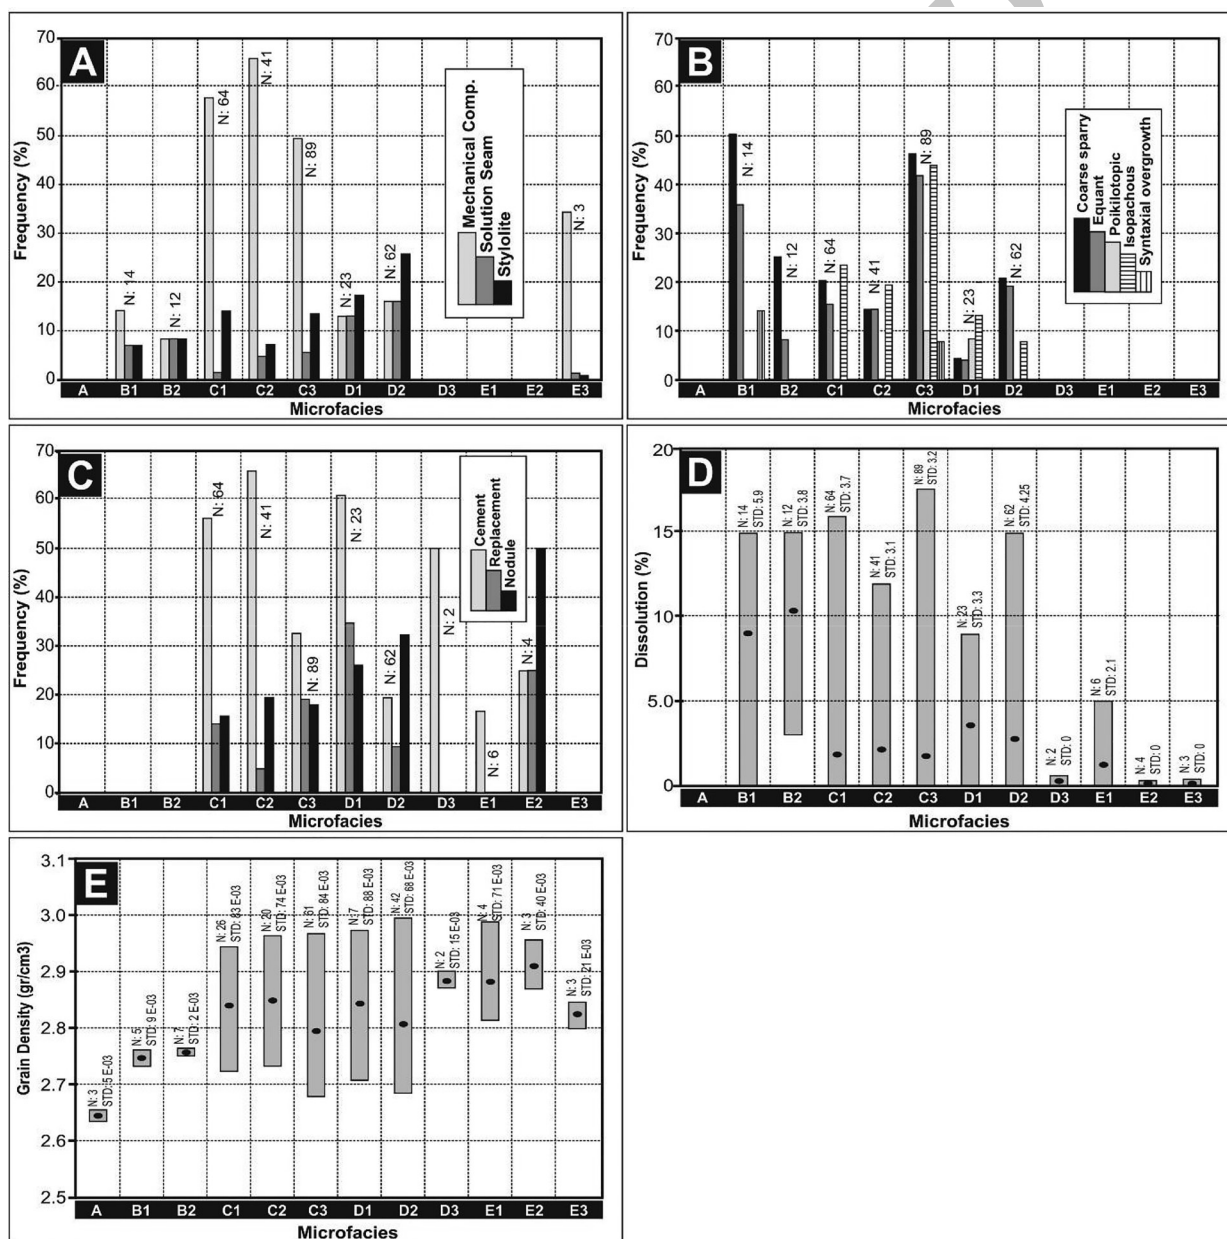 A
70
60
50
40
30
20
10
0
Frequency (%)
N: 14
N: 12
N: 64
N: 41
N: 89
N: 23
N: 62
N: 3
Mechanical Comp.
Solution Seam
Stylolite
A B1 B2 C1 C2 C3 D1 D2 D3 E1 E2 E3
Microfacies
B
70
60
50
40
30
20
10
0
Frequency (%)
N: 14
N: 12
N: 64
N: 41
N: 89
N: 23
N: 62
Coarse sparry
Equant
Poikilotopic
Isopachous
Syntaxial overgrowth
A B1 B2 C1 C2 C3 D1 D2 D3 E1 E2 E3
Microfacies
C
70
60
50
40
30
20
10
0
Frequency (%)
N: 64
N: 41
N: 89
N: 23
N: 62
N: 2
N: 6
N: 4
Cement
Replacement
Nodule
A B1 B2 C1 C2 C3 D1 D2 D3 E1 E2 E3
Microfacies
D
20
15
10
5.0
0
Dissolution (%)
N: 14
STD: 5.9
N: 12
STD: 3.8
N: 64
STD: 3.7
N: 41
STD: 3.1
N: 89
STD: 3.2
N: 23
STD: 3.3
N: 62
STD: 4.25
N: 2
STD: 0
N: 6
STD: 2.1
N: 4
STD: 0
N: 3
STD: 0
A B1 B2 C1 C2 C3 D1 D2 D3 E1 E2 E3
Microfacies
E
3.1
3.0
2.9
2.8
2.7
2.6
2.5
Grain Density (gr/cm3)
N: 3
STD: 5 E-03
N: 5
STD: 9 E-03
N: 7
STD: 2 E-03
N: 26
STD: 83 E-03
N: 20
STD: 74 E-03
N: 61
STD: 84 E-03
N: 7
STD: 88 E-03
N: 42
STD: 68 E-03
N: 2
STD: 15 E-03
N: 4
STD: 71 E-03
N: 3
STD: 40 E-03
N: 3
STD: 21 E-03
A B1 B2 C1 C2 C3 D1 D2 D3 E1 E2 E3
Microfacies